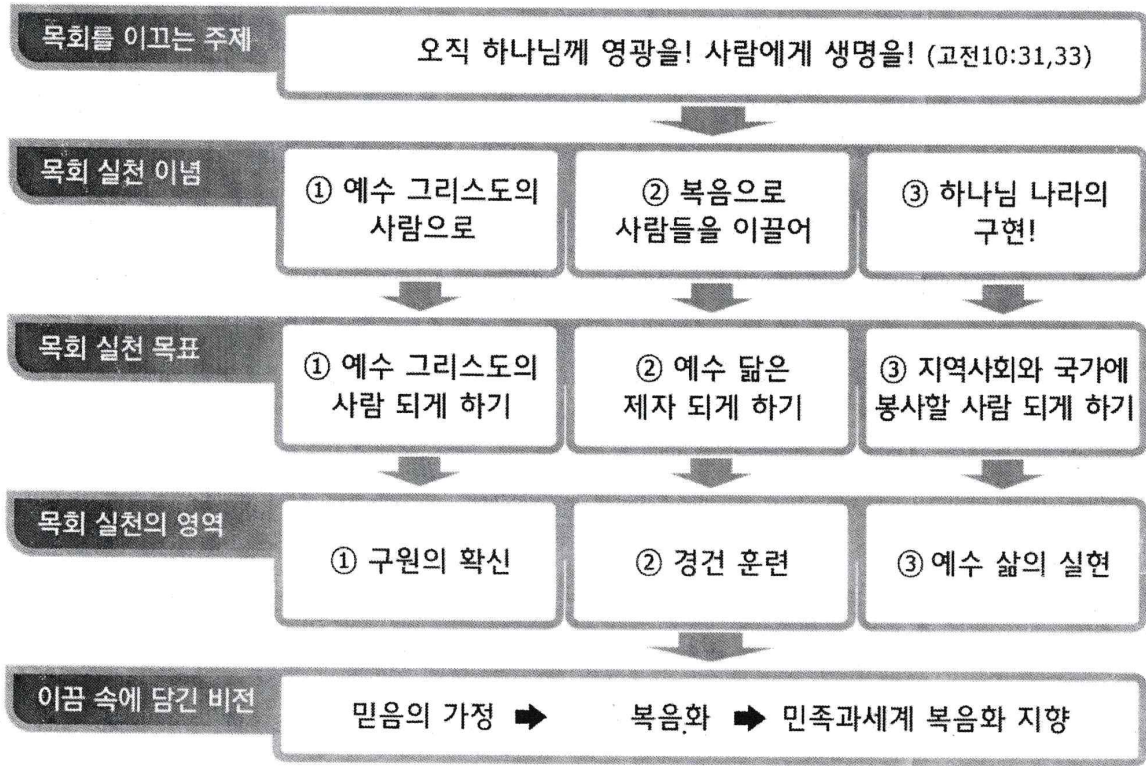 목회를 이끄는 주제
오직 하나님께 영광을! 사람에게 생명을! (고전10:31,33)
목회 실천 이념
① 예수 그리스도의
사람으로
② 복음으로
사람들을 이끌어
③ 하나님 나라의
구현!
목회 실천 목표
① 예수 그리스도의
사람 되게 하기
② 예수 닮은
제자 되게 하기
③ 지역사회와 국가에
봉사할 사람 되게 하기
목회 실천의 영역
① 구원의 확신
② 경건 훈련
③ 예수 삶의 실현
이끔 속에 담긴 비전
믿음의 가정 ➡ 복음화 ➡ 민족과세계 복음화 지향